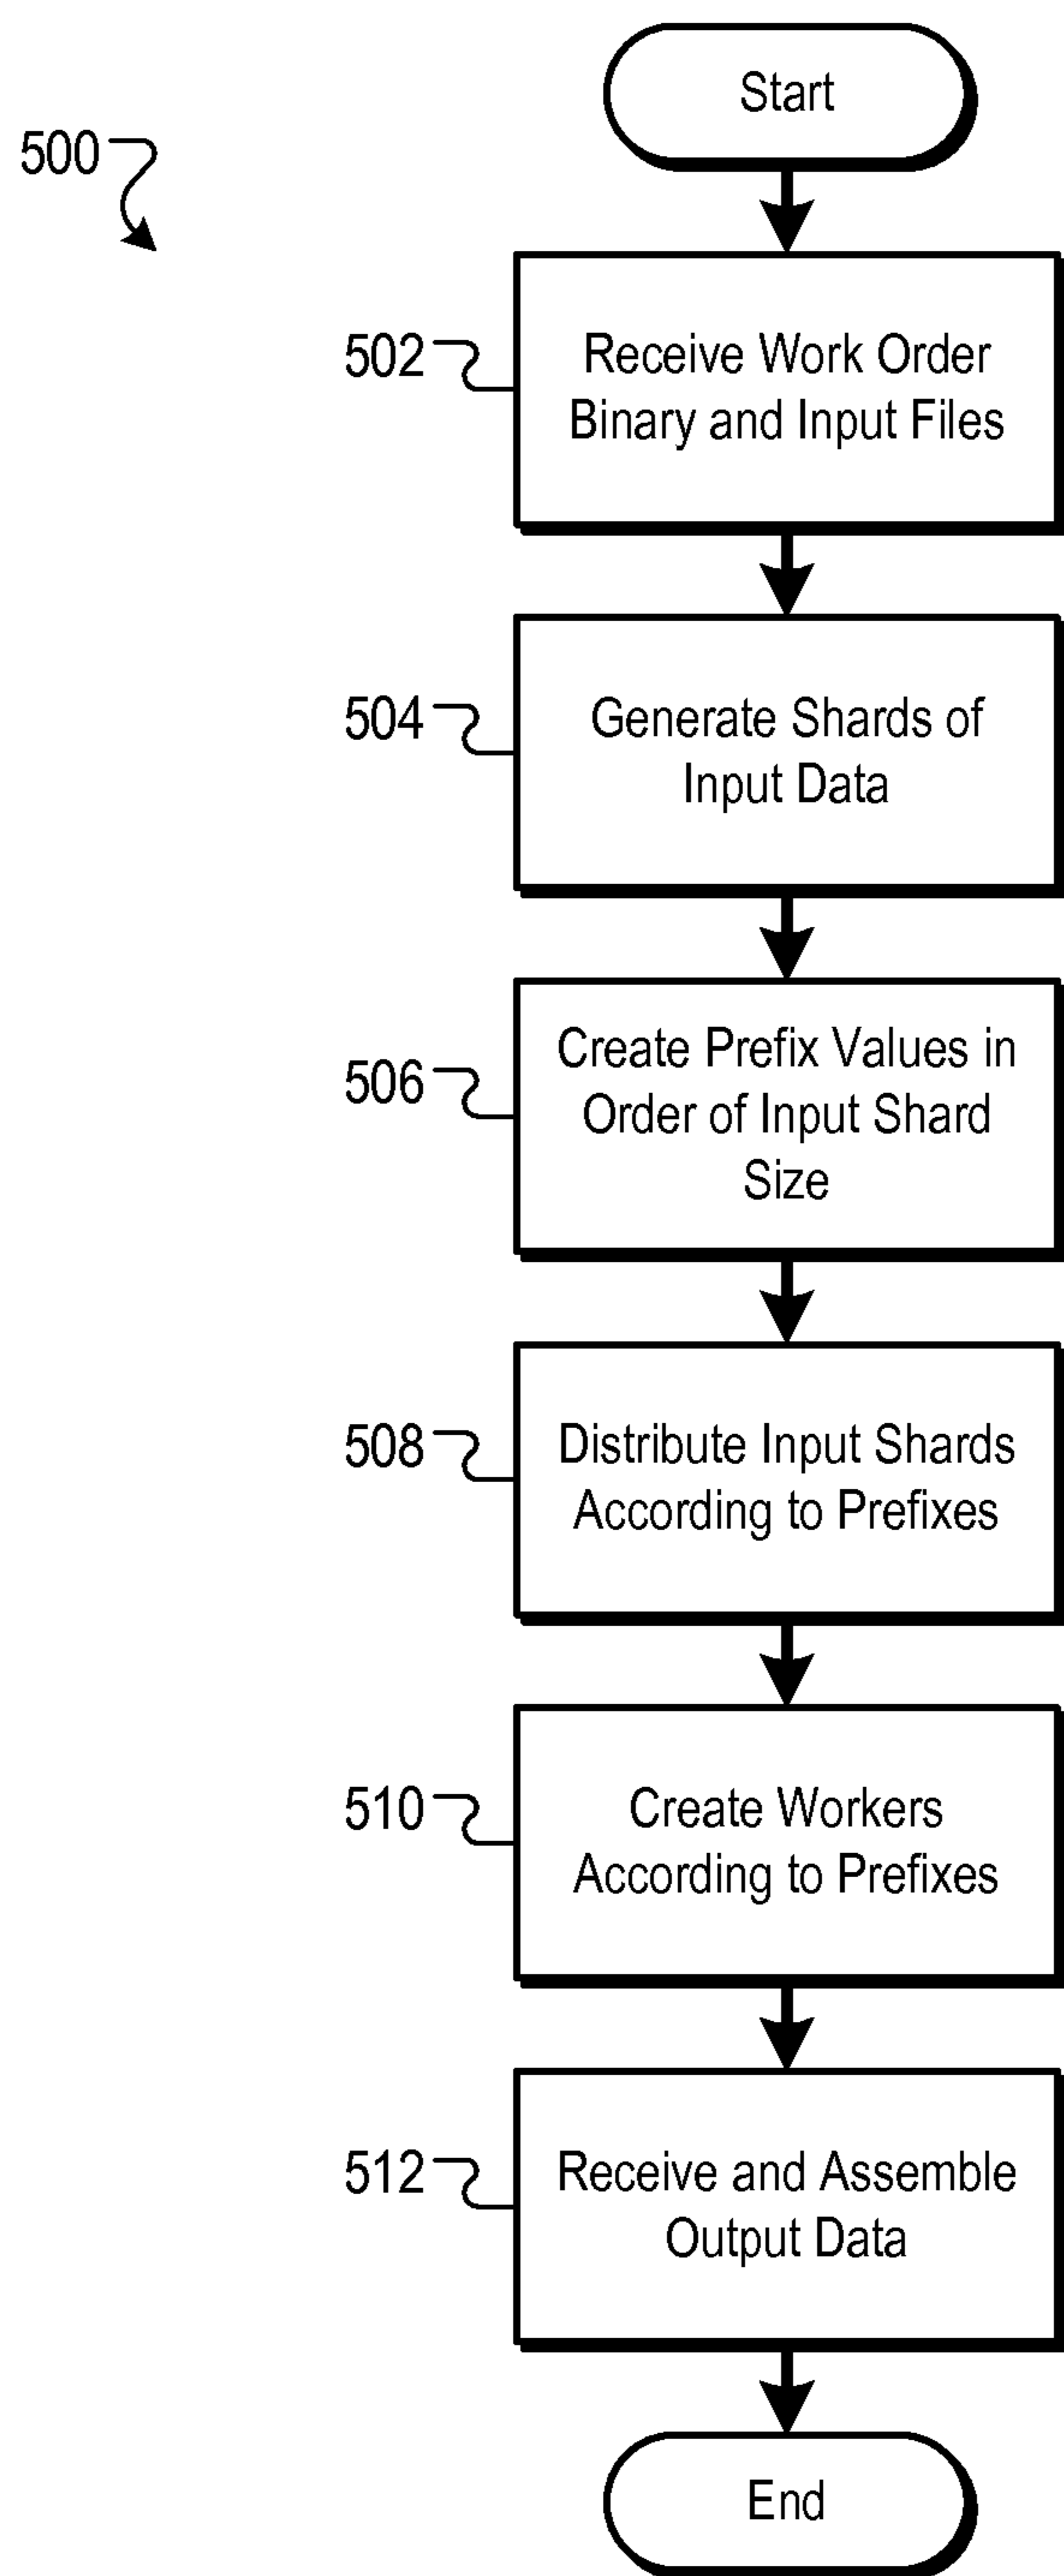 Start
500
502
Receive Work Order
Binary and Input Files
504
Generate Shards of
Input Data
506
Create Prefix Values in
Order of Input Shard
Size
508
Distribute Input Shards
According to Prefixes
510
Create Workers
According to Prefixes
512
Receive and Assemble
Output Data
End